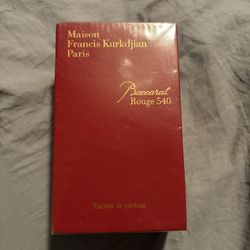 Maison
Francis Kurkdjian
Paris
Baccarat
Rouge 540
Extrait de parfum